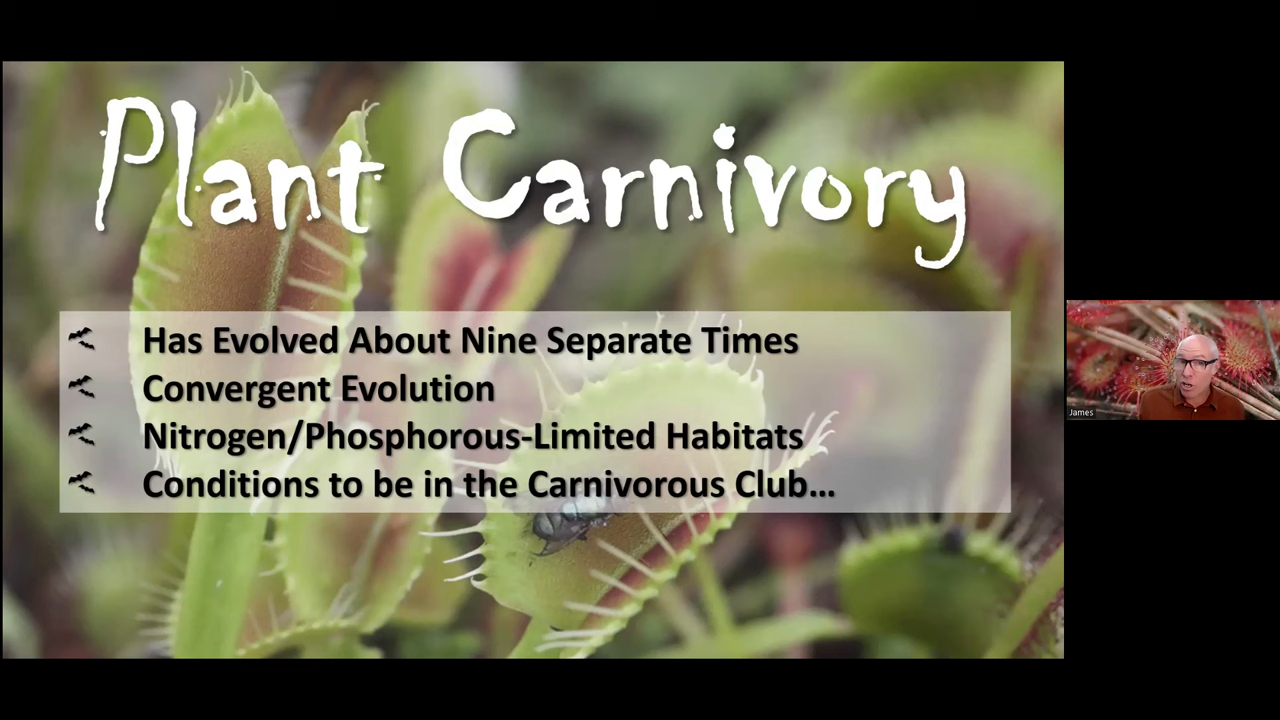 Plant Carnivory
Has Evolved About Nine Separate Times
Convergent Evolution
Nitrogen/Phosphorous-Limited Habitats
Conditions to be in the Carnivorous Club...
James